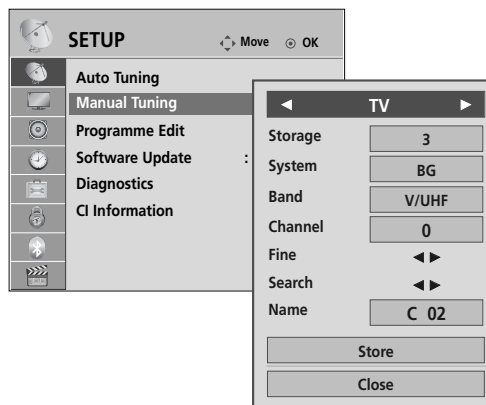 SETUP
Move
OK
Auto Tuning
Manual Tuning
Programme Edit
Software Update :
Diagnostics
CI Information
◄ TV ►
Storage 3
System BG
Band V/UHF
Channel 0
Fine ◄ ►
Search ◄ ►
Name C 02
Store
Close